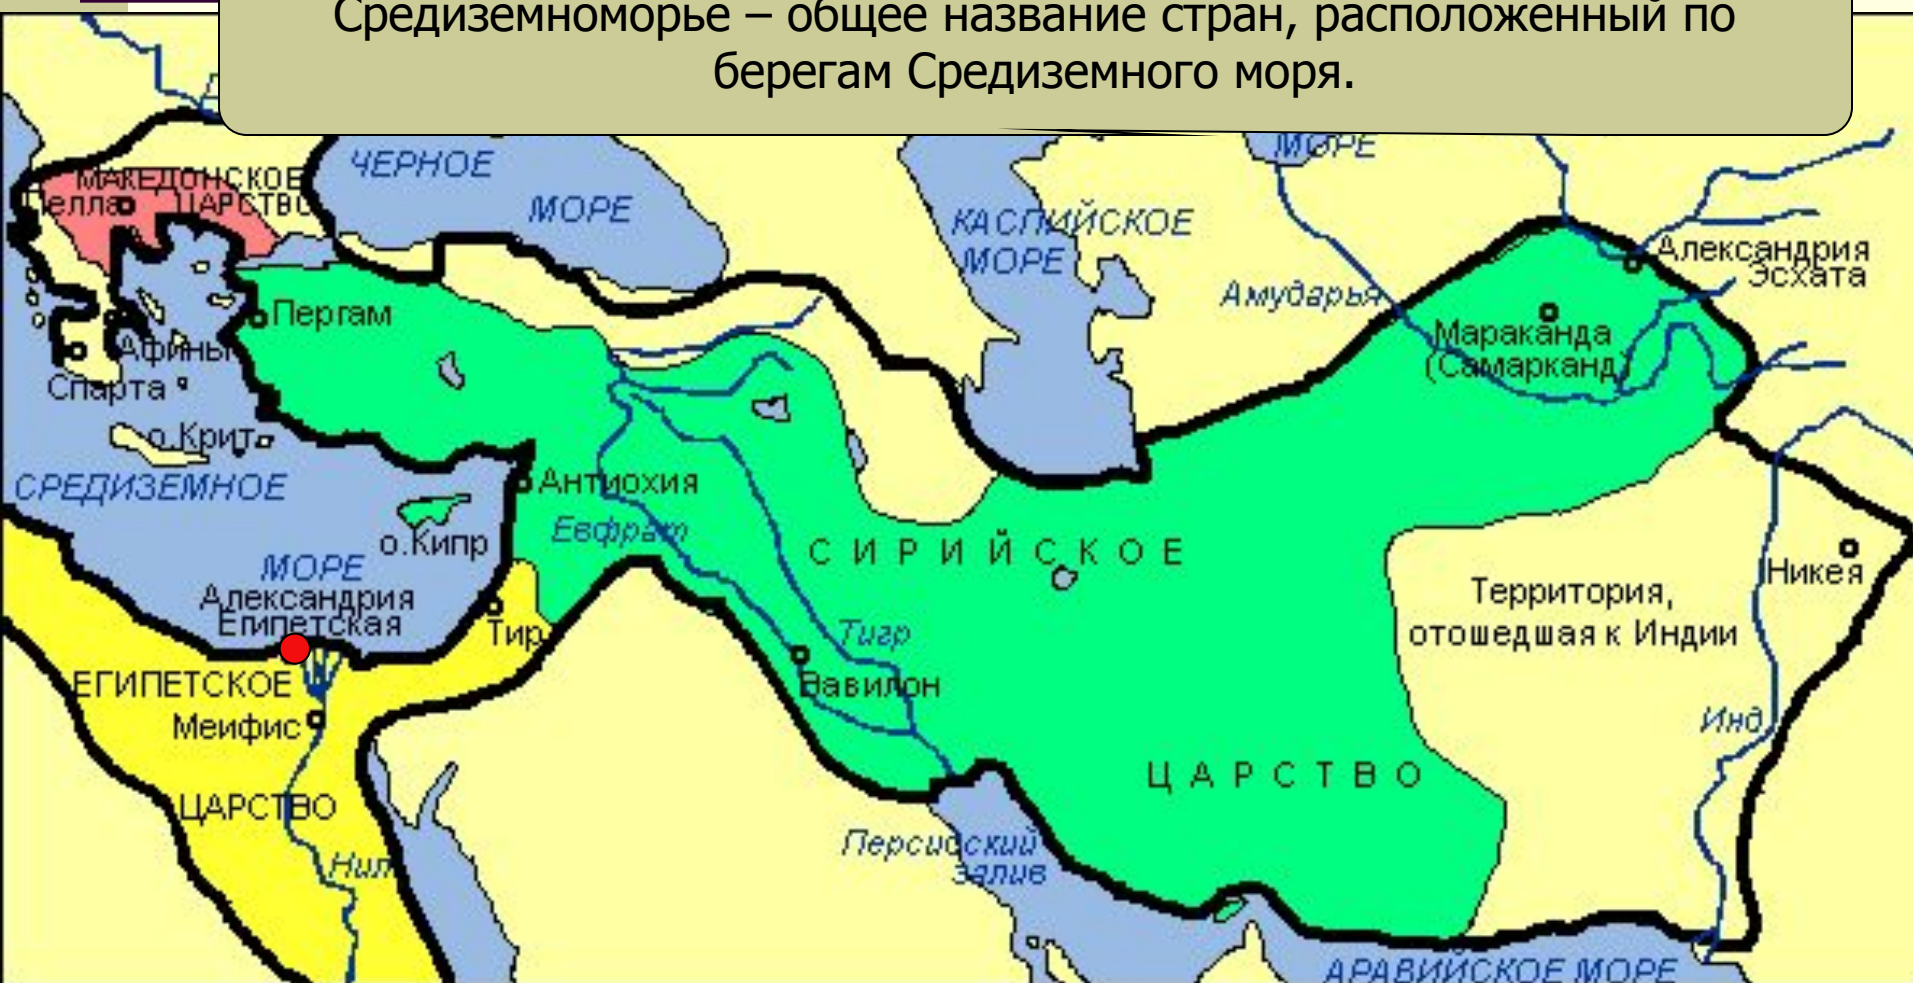 Средиземноморье – общее название стран, расположенный по
берегам Средиземного моря.
ЧЕРНОЕ
МОРЕ
МОРЕ
МАКЕДОНСКОЕ
Пелла ЦАРСТВО
КАСПИЙСКОЕ
МОРЕ
Амударья
Александрия
Эсхата
Пергам
Мараканда
(Самарканд)
Афины
Спарта
о.Крит
СРЕДИЗЕМНОЕ
МОРЕ
Антиохия
Евфрат
о.Кипр
СИРИЙСКОЕ
ЦАРСТВО
Территория,
отошедшая к Индии
Никея
Александрия
Египетская
Тир
Тигр
Вавилон
ЕГИПЕТСКОЕ
Меифис
ЦАРСТВО
Нил
Инд
Персидский
залив
АРАВИЙСКОЕ МОРЕ